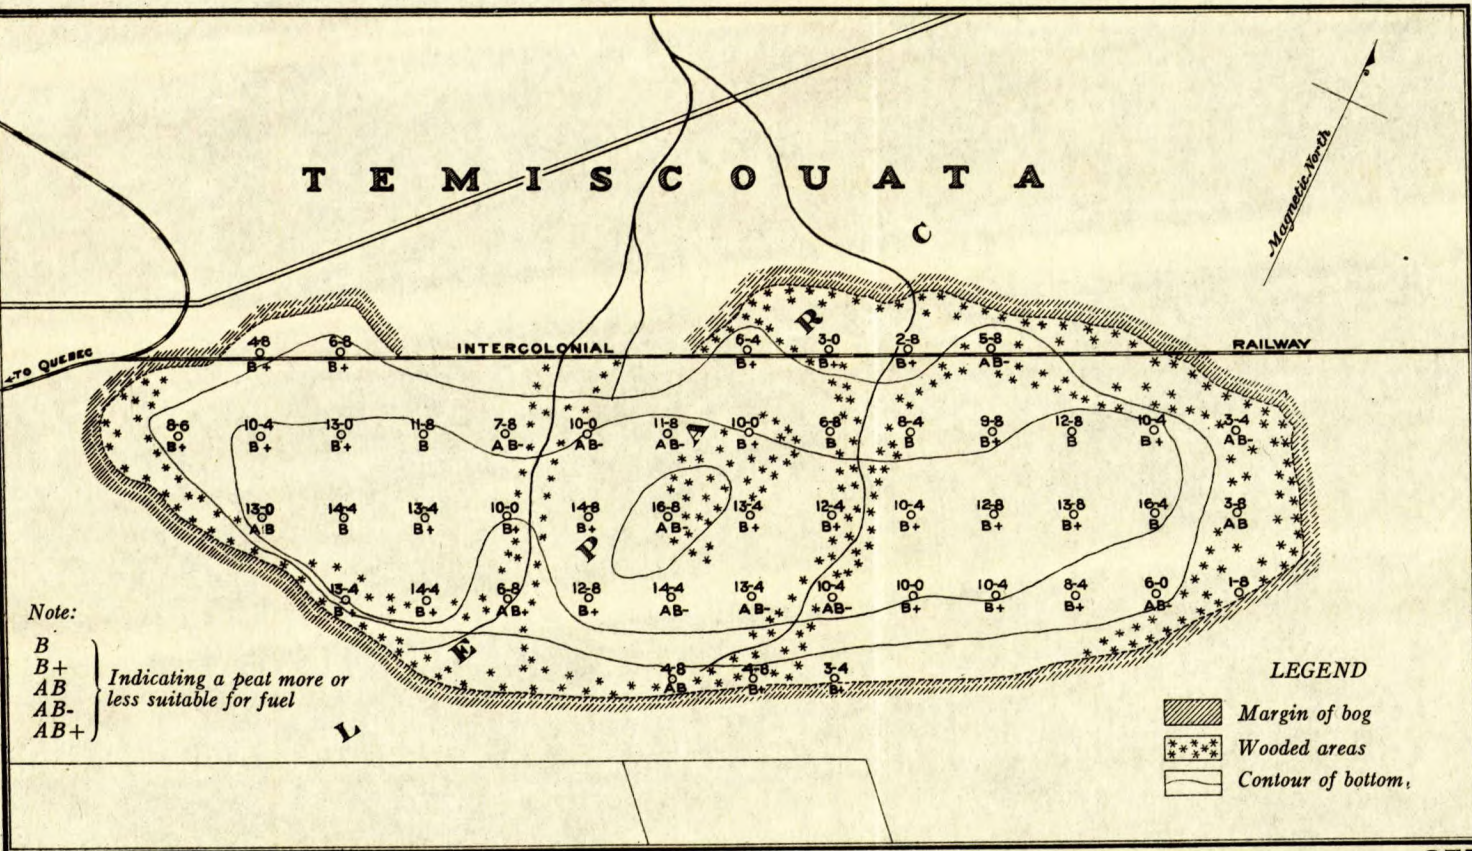 TEMISCOUATA
C
R
A
P
E
L
Magnetic North
TO QUEBEC
INTERCOLONIAL RAILWAY
4-8 6-8 6-4 3-0 2-8 5-8
B+ B+ B+ B+ B+ AB-
8-6 10-4 13-0 11-8 7-8 10-0 11-8 10-0 6-8 8-4 9-8 12-8 10-4 3-4
B+ B+ B+ B AB- AB- AB- B+ B B B+ B B+ AB-
13-0 14-4 13-4 10-0 14-8 16-8 13-4 12-4 10-4 12-8 13-8 16-4 3-8
AB B B+ B+ B+ AB- B+ B+ B+ B B+ B AB
13-4 14-4 6-8 12-8 14-4 13-4 10-4 10-0 10-4 8-4 6-0 1-8
B+ B+ AB+ B+ AB- AB- AB- B+ B+ B+ AB-
4-8 4-8 3-4
AB B+ B+
Note:
B
B+
AB
AB-
AB+
Indicating a peat more or
less suitable for fuel
LEGEND
Margin of bog
Wooded areas
Contour of bottom,